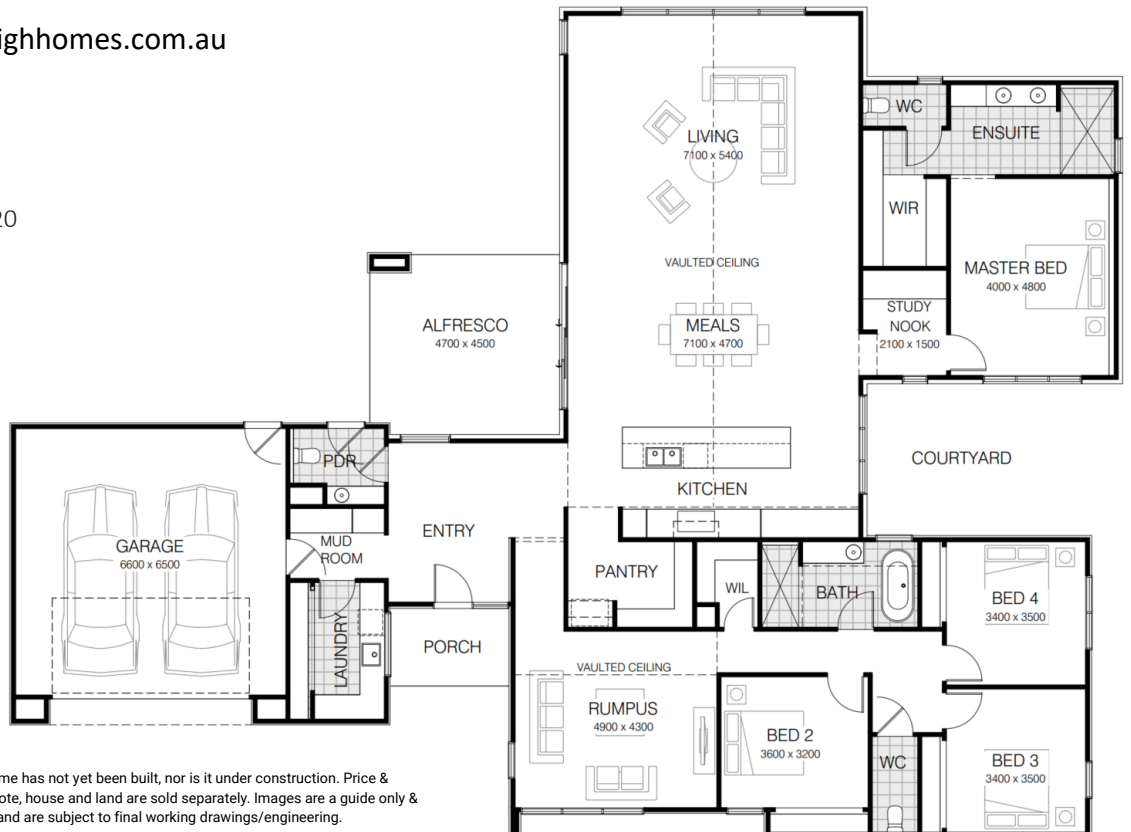 ighhomes.com.au
20
LIVING
7100 x 5400
WC
ENSUITE
WIR
VAULTED CEILING
MASTER BED
4000 x 4800
ALFRESCO
4700 x 4500
MEALS
7100 x 4700
STUDY
NOOK
2100 x 1500
PDR
COURTYARD
KITCHEN
ENTRY
GARAGE
6600 x 6500
MUD
ROOM
PANTRY
WIL
BATH
BED 4
3400 x 3500
LAUNDRY
PORCH
VAULTED CEILING
RUMPUS
4900 x 4300
BED 2
3600 x 3200
WC
BED 3
3400 x 3500
me has not yet been built, nor is it under construction. Price &
ote, house and land are sold separately. Images are a guide only &
and are subject to final working drawings/engineering.